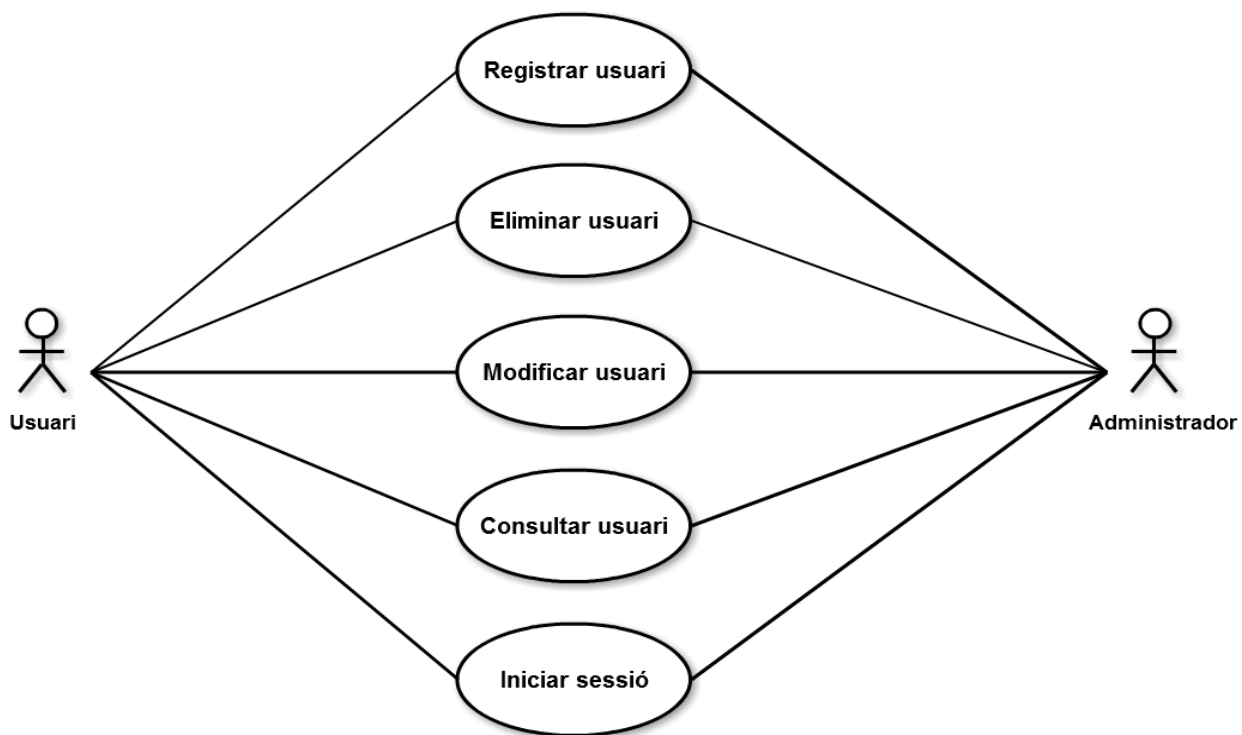 Registrar usuari
Eliminar usuari
Modificar usuari
Usuari
Administrador
Consultar usuari
Iniciar sessió